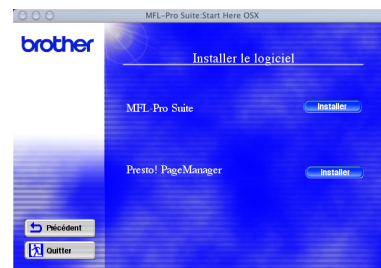 MFL-Pro Suite:Start Here OSX
brother
Installer le logiciel
MFL-Pro Suite
Installer
Presto! PageManager
Installer
Précédent
Quitter